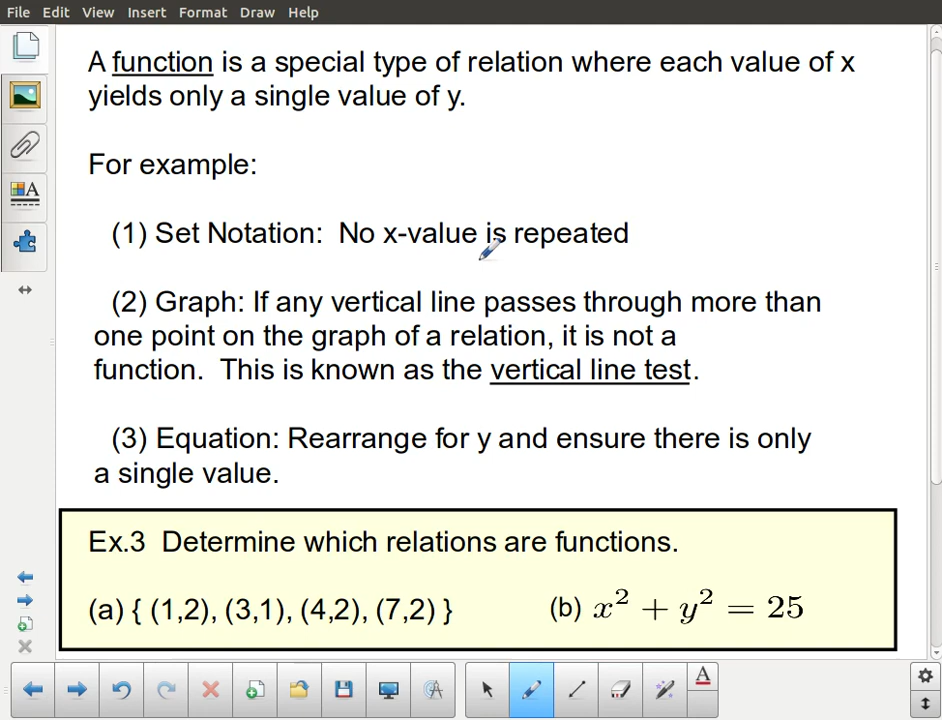 File Edit View Insert Format Draw Help
A function is a special type of relation where each value of x
yields only a single value of y.
For example:
(1) Set Notation: No x-value is repeated
(2) Graph: If any vertical line passes through more than
one point on the graph of a relation, it is not a
function. This is known as the vertical line test.
(3) Equation: Rearrange for y and ensure there is only
a single value.
Ex.3 Determine which relations are functions.
(a) { (1,2), (3,1), (4,2), (7,2) } (b) x² + y² = 25